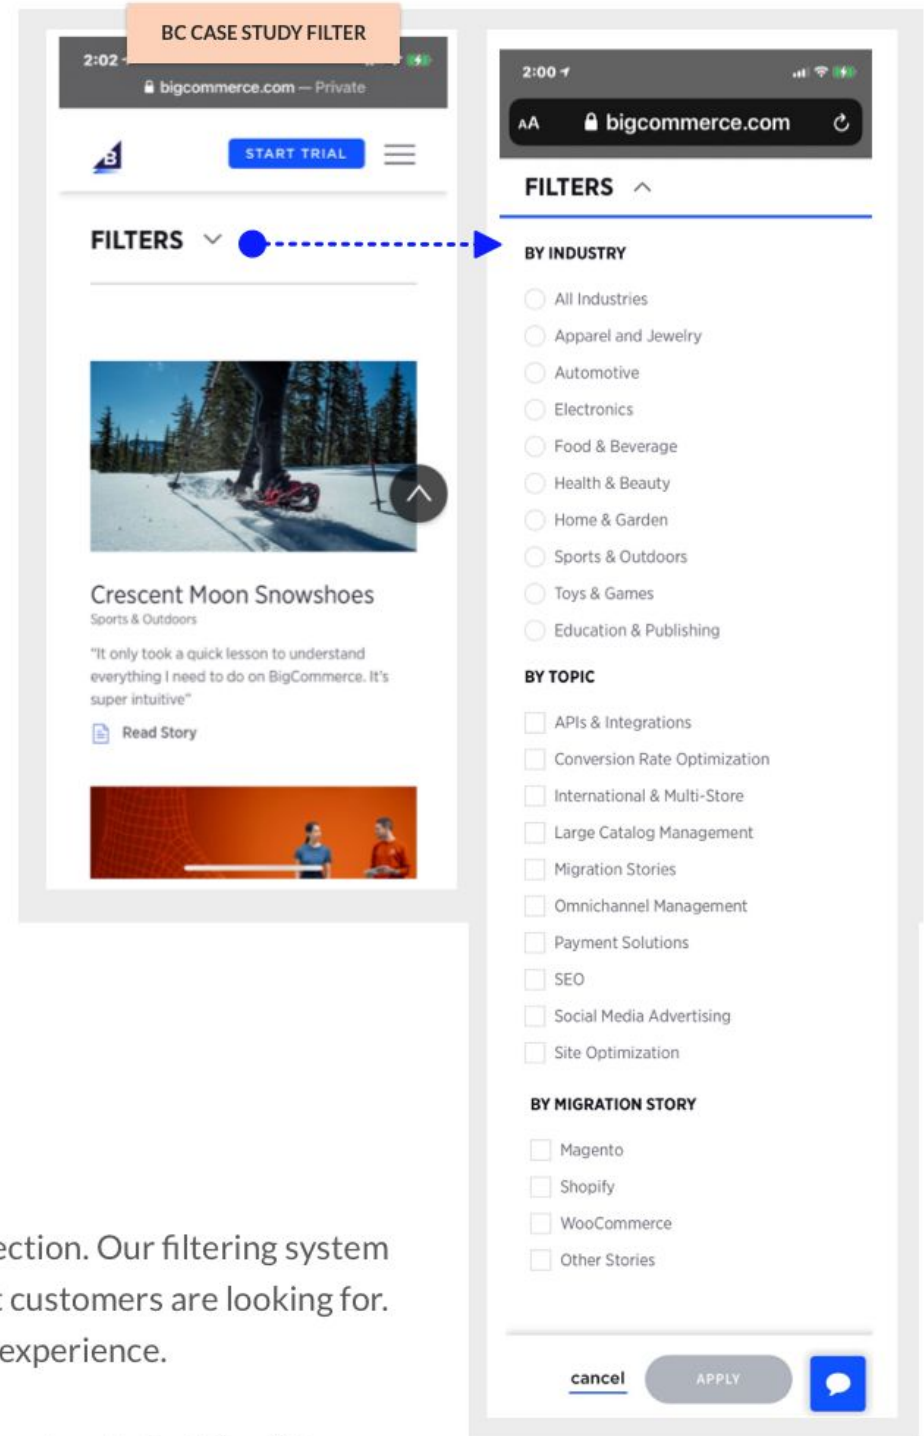 BC CASE STUDY FILTER
2:02
bigcommerce.com — Private
B
START TRIAL
FILTERS
Crescent Moon Snowshoes
Sports & Outdoors
"It only took a quick lesson to understand
everything I need to do on BigCommerce. It's
super intuitive"
Read Story
2:00
AA bigcommerce.com
FILTERS
BY INDUSTRY
All Industries
Apparel and Jewelry
Automotive
Electronics
Food & Beverage
Health & Beauty
Home & Garden
Sports & Outdoors
Toys & Games
Education & Publishing
BY TOPIC
APIs & Integrations
Conversion Rate Optimization
International & Multi-Store
Large Catalog Management
Migration Stories
Omnichannel Management
Payment Solutions
SEO
Social Media Advertising
Site Optimization
BY MIGRATION STORY
Magento
Shopify
WooCommerce
Other Stories
cancel APPLY
ection. Our filtering system
t customers are looking for.
experience.